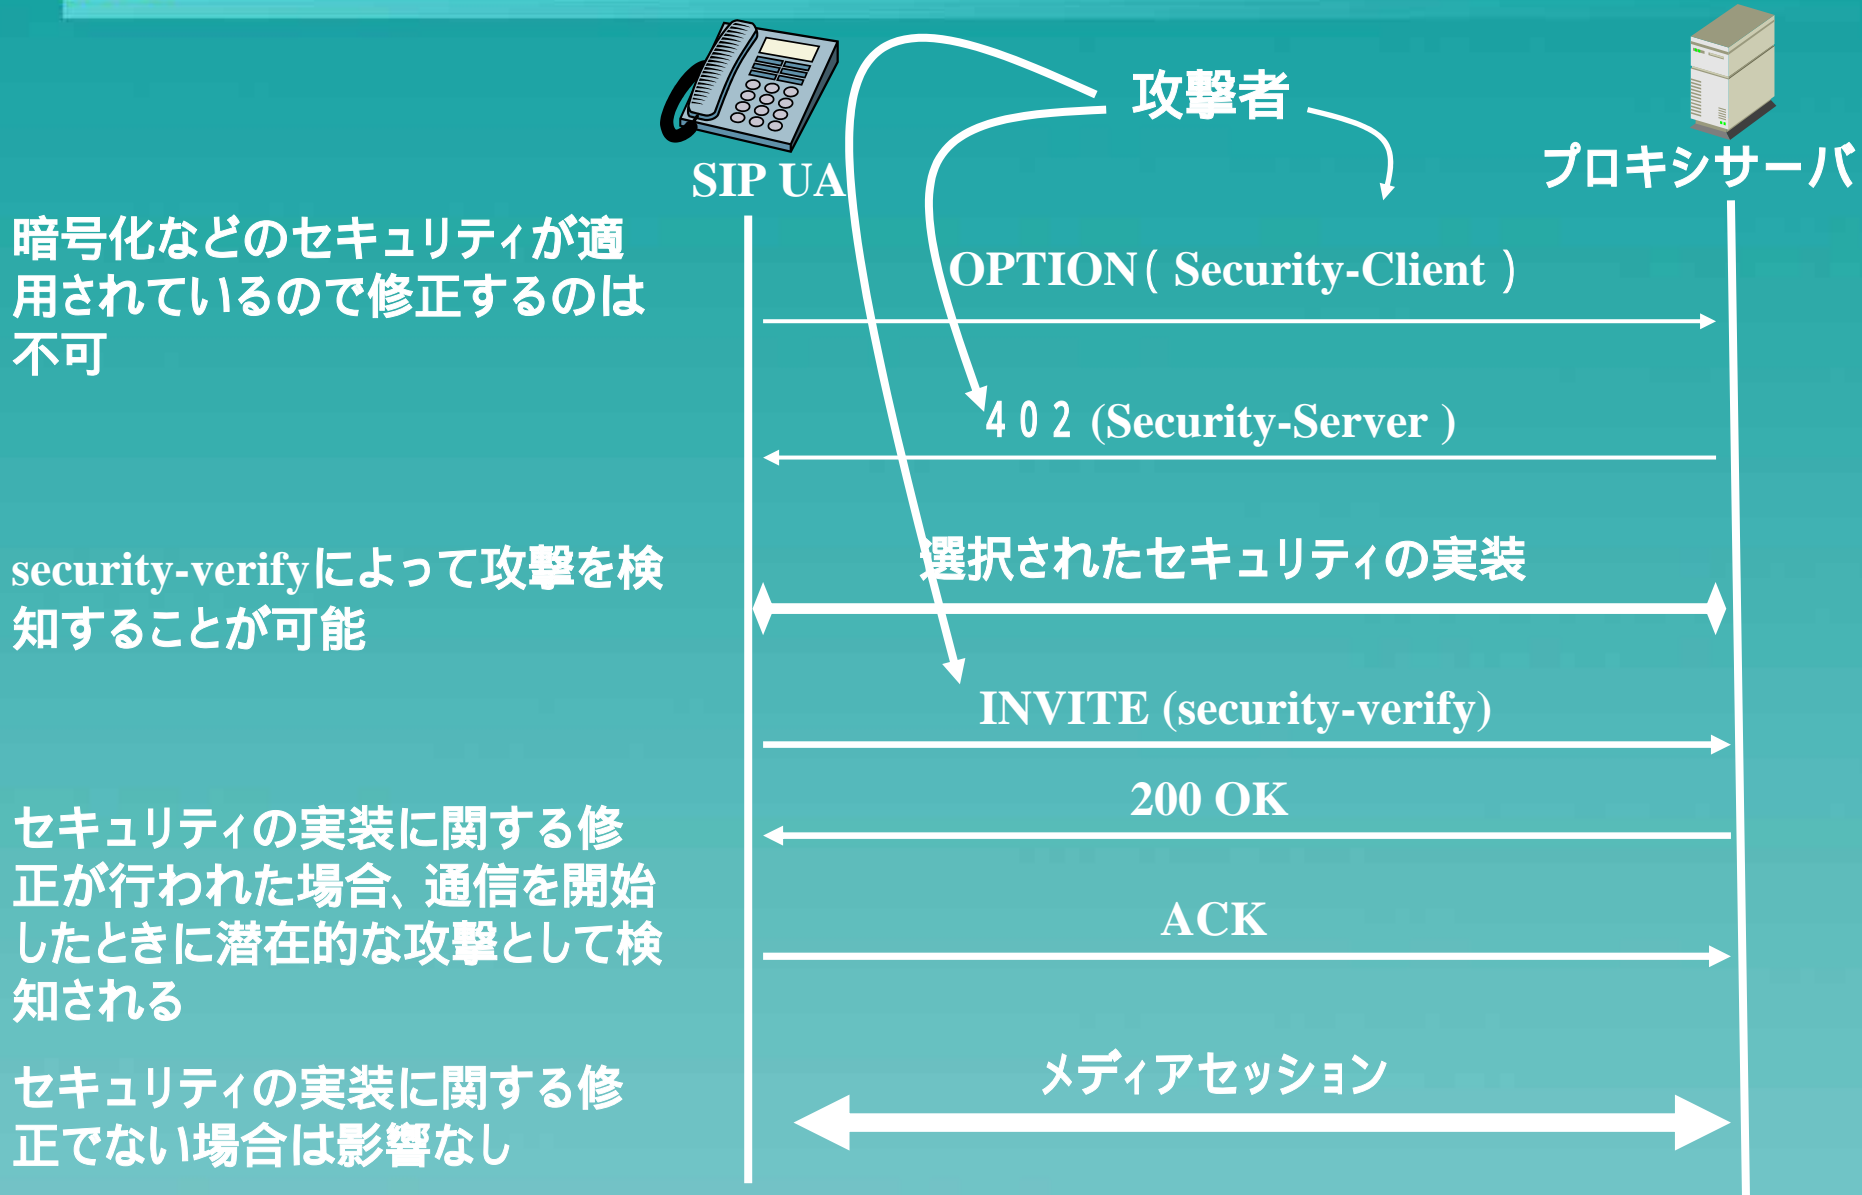 攻撃者
SIP UA
プロキシサーバ
暗号化などのセキュリティが適
用されているので修正するのは
不可
OPTION( Security-Client )
４０２ (Security-Server )
security-verifyによって攻撃を検
知することが可能
選択されたセキュリティの実装
INVITE (security-verify)
200 OK
セキュリティの実装に関する修
正が行われた場合、通信を開始
したときに潜在的な攻撃として検
知される
ACK
メディアセッション
セキュリティの実装に関する修
正でない場合は影響なし